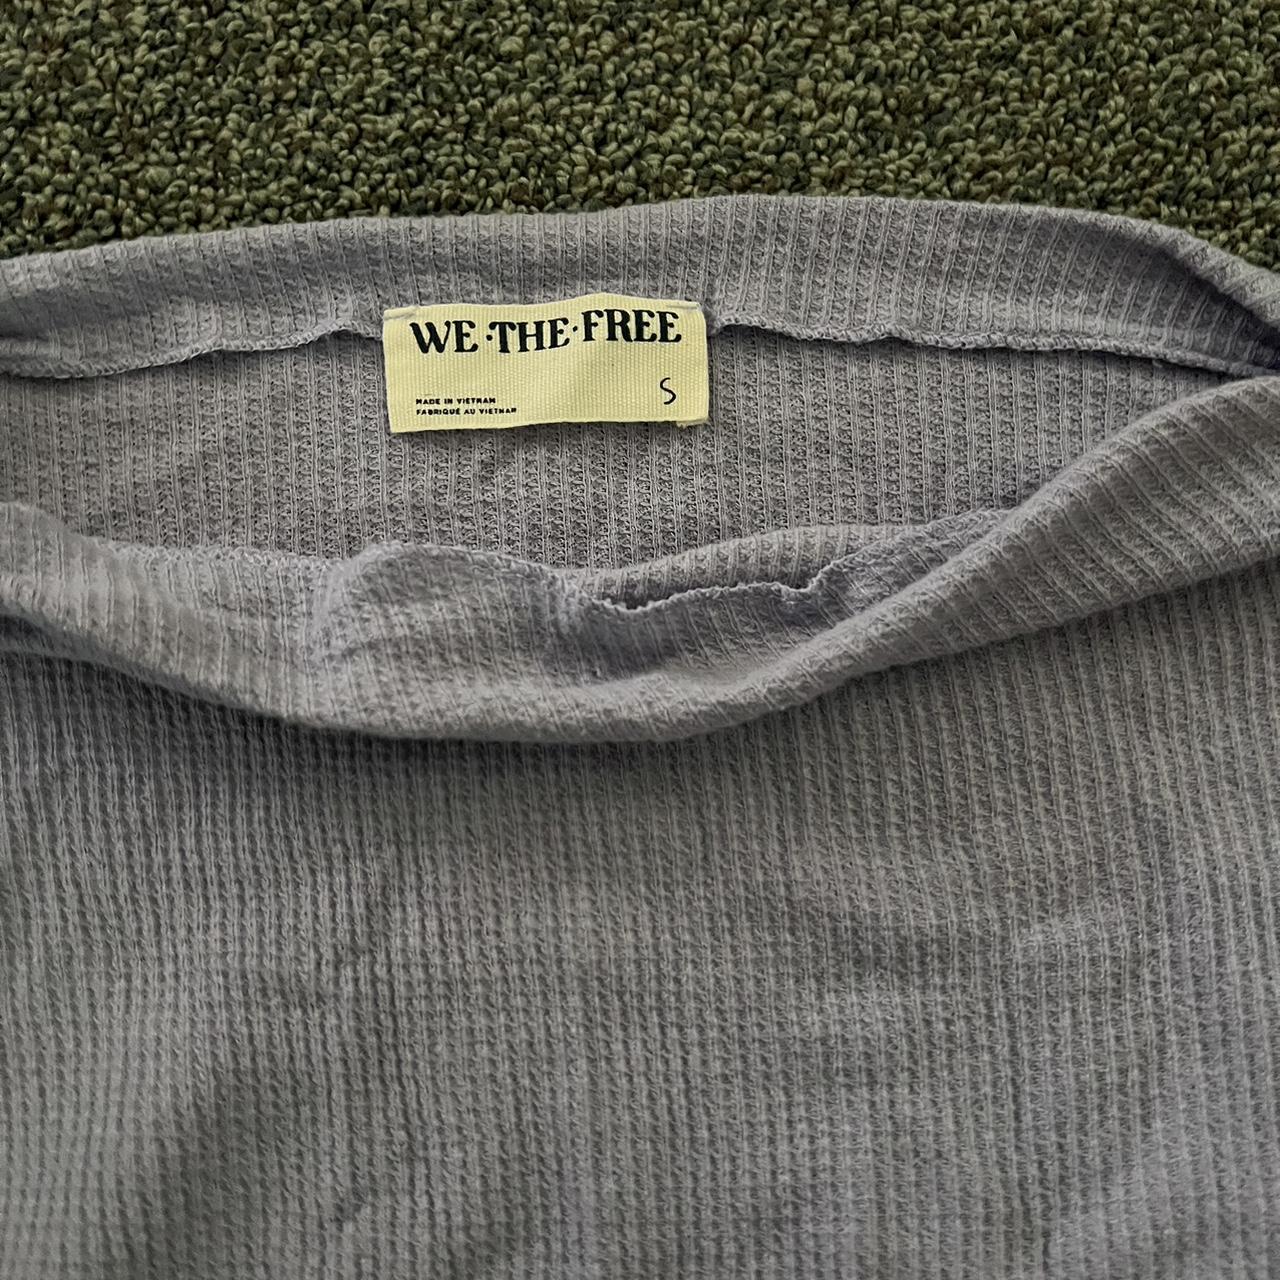 WE·THE·FREE
S
MADE IN VIETNAM
FABRIQUÉ AU VIETNAM